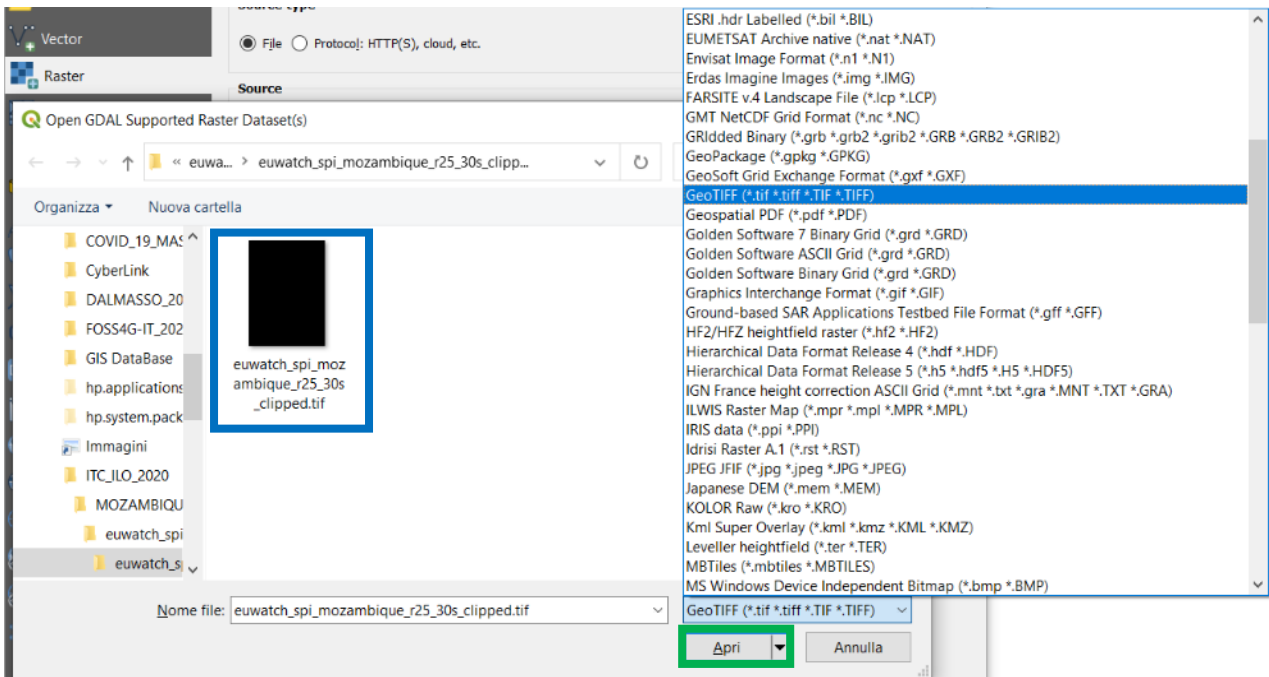 Source type
Vector
File
Protocol: HTTP(S), cloud, etc.
Raster
Source
Open GDAL Supported Raster Dataset(s)
« euwa... > euwatch_spi_mozambique_r25_30s_clipp...
Organizza
Nuova cartella
COVID_19_MAS
CyberLink
DALMASSO_20
FOSS4G-IT_202
GIS DataBase
hp.applications
hp.system.pack
Immagini
ITC_ILO_2020
MOZAMBIQU
euwatch_spi
euwatch_s
euwatch_spi_moz
ambique_r25_30s
_clipped.tif
ESRI .hdr Labelled (*.bil *.BIL)
EUMETSAT Archive native (*.nat *.NAT)
Envisat Image Format (*.n1 *.N1)
Erdas Imagine Images (*.img *.IMG)
FARSITE v.4 Landscape File (*.lcp *.LCP)
GMT NetCDF Grid Format (*.nc *.NC)
GRIdded Binary (*.grb *.grb2 *.grib2 *.GRB *.GRB2 *.GRIB2)
GeoPackage (*.gpkg *.GPKG)
GeoSoft Grid Exchange Format (*.gxf *.GXF)
GeoTIFF (*.tif *.tiff *.TIF *.TIFF)
Geospatial PDF (*.pdf *.PDF)
Golden Software 7 Binary Grid (*.grd *.GRD)
Golden Software ASCII Grid (*.grd *.GRD)
Golden Software Binary Grid (*.grd *.GRD)
Graphics Interchange Format (*.gif *.GIF)
Ground-based SAR Applications Testbed File Format (*.gff *.GFF)
HF2/HFZ heightfield raster (*.hf2 *.HF2)
Hierarchical Data Format Release 4 (*.hdf *.HDF)
Hierarchical Data Format Release 5 (*.h5 *.hdf5 *.H5 *.HDF5)
IGN France height correction ASCII Grid (*.mnt *.txt *.gra *.MNT *.TXT *.GRA)
ILWIS Raster Map (*.mpr *.mpl *.MPR *.MPL)
IRIS data (*.ppi *.PPI)
Idrisi Raster A.1 (*.rst *.RST)
JPEG JFIF (*.jpg *.jpeg *.JPG *.JPEG)
Japanese DEM (*.mem *.MEM)
KOLOR Raw (*.kro *.KRO)
Kml Super Overlay (*.kml *.kmz *.KML *.KMZ)
Leveller heightfield (*.ter *.TER)
MBTiles (*.mbtiles *.MBTILES)
MS Windows Device Independent Bitmap (*.bmp *.BMP)
Nome file: euwatch_spi_mozambique_r25_30s_clipped.tif
GeoTIFF (*.tif *.tiff *.TIF *.TIFF)
Apri
Annulla